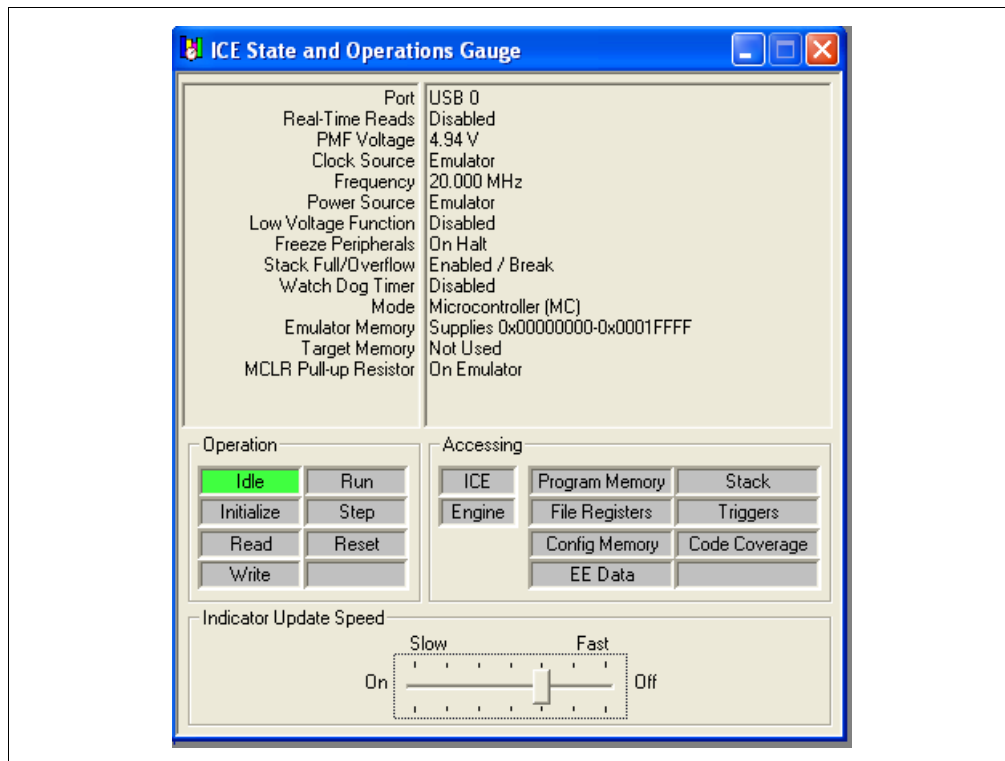 ICE State and Operations Gauge
Port USB 0
Real-Time Reads Disabled
PMF Voltage 4.94 V
Clock Source Emulator
Frequency 20.000 MHz
Power Source Emulator
Low Voltage Function Disabled
Freeze Peripherals On Halt
Stack Full/Overflow Enabled / Break
Watch Dog Timer Disabled
Mode Microcontroller (MC)
Emulator Memory Supplies 0x00000000-0x0001FFFF
Target Memory Not Used
MCLR Pull-up Resistor On Emulator
Operation Accessing
Idle Run ICE Program Memory Stack
Initialize Step Engine File Registers Triggers
Read Reset Config Memory Code Coverage
Write EE Data
Indicator Update Speed
Slow Fast
On Off